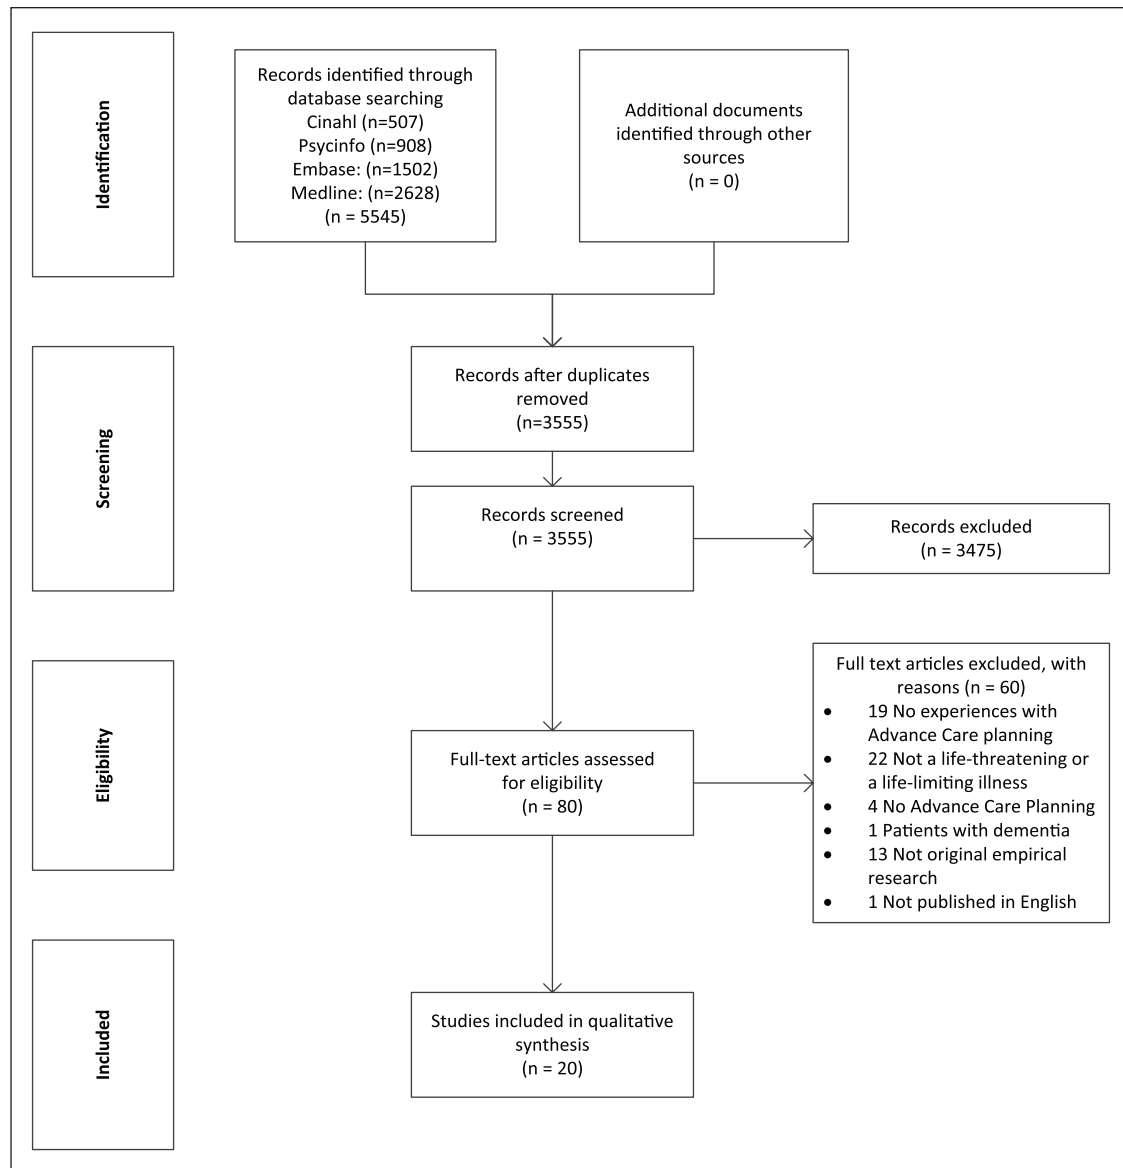 Identification
Records identified through
database searching
Cinahl (n=507)
Psycinfo (n=908)
Embase: (n=1502)
Medline: (n=2628)
(n = 5545)
Additional documents
identified through other
sources
(n = 0)
Screening
Records after duplicates
removed
(n=3555)
Records screened
(n = 3555)
Records excluded
(n = 3475)
Eligibility
Full-text articles assessed
for eligibility
(n = 80)
Full text articles excluded, with
reasons (n = 60)
• 19 No experiences with
Advance Care planning
• 22 Not a life-threatening or
a life-limiting illness
• 4 No Advance Care Planning
• 1 Patients with dementia
• 13 Not original empirical
research
• 1 Not published in English
Included
Studies included in qualitative
synthesis
(n = 20)